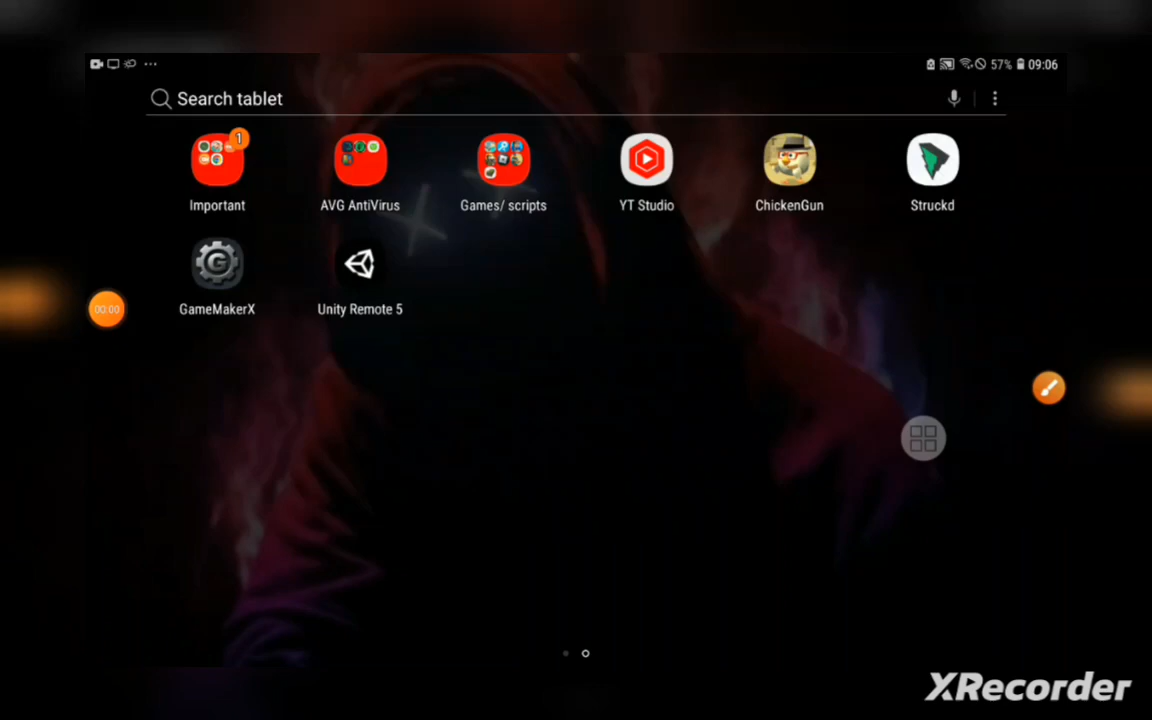 57% 09:06
Search tablet
1
Important
AVG AntiVirus
Games/ scripts
YT Studio
ChickenGun
Struckd
G
GameMakerX
Unity Remote 5
00:00
XRecorder